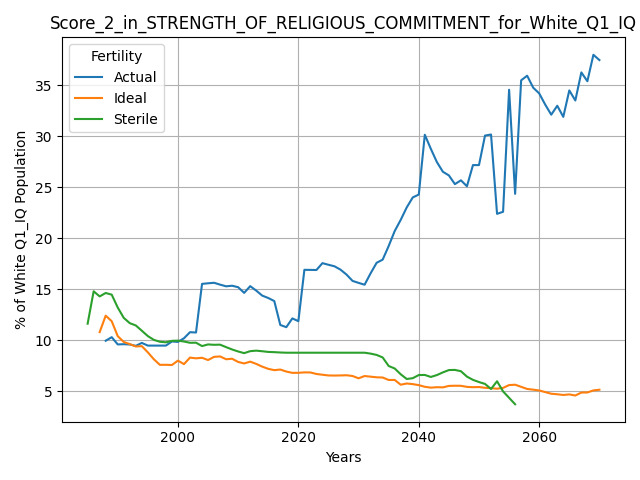 Score_2_in_STRENGTH_OF_RELIGIOUS_COMMITMENT_for_White_Q1_IQ
Fertility
Actual
Ideal
Sterile
% of White Q1_IQ Population
35
30
25
20
15
10
5
2000 2020 2040 2060
Years